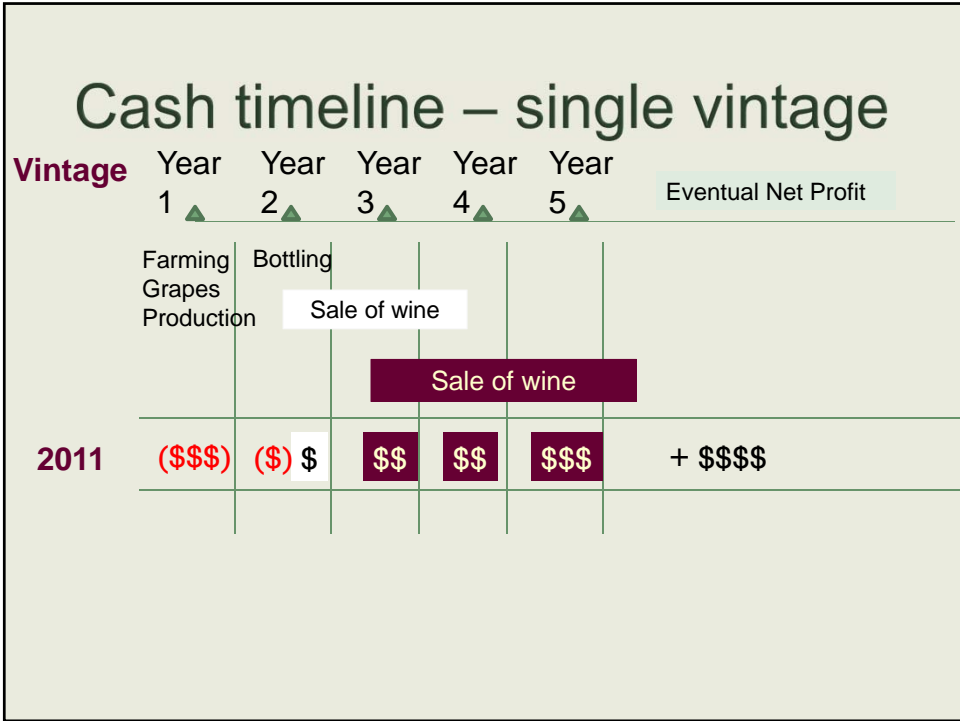 Cash timeline – single vintage
Vintage
Year 1
Year 2
Year 3
Year 4
Year 5
Eventual Net Profit
Farming
Grapes
Production
Bottling
Sale of wine
Sale of wine
2011 ($$$) ($) $ $$ $$ $$$ + $$$$